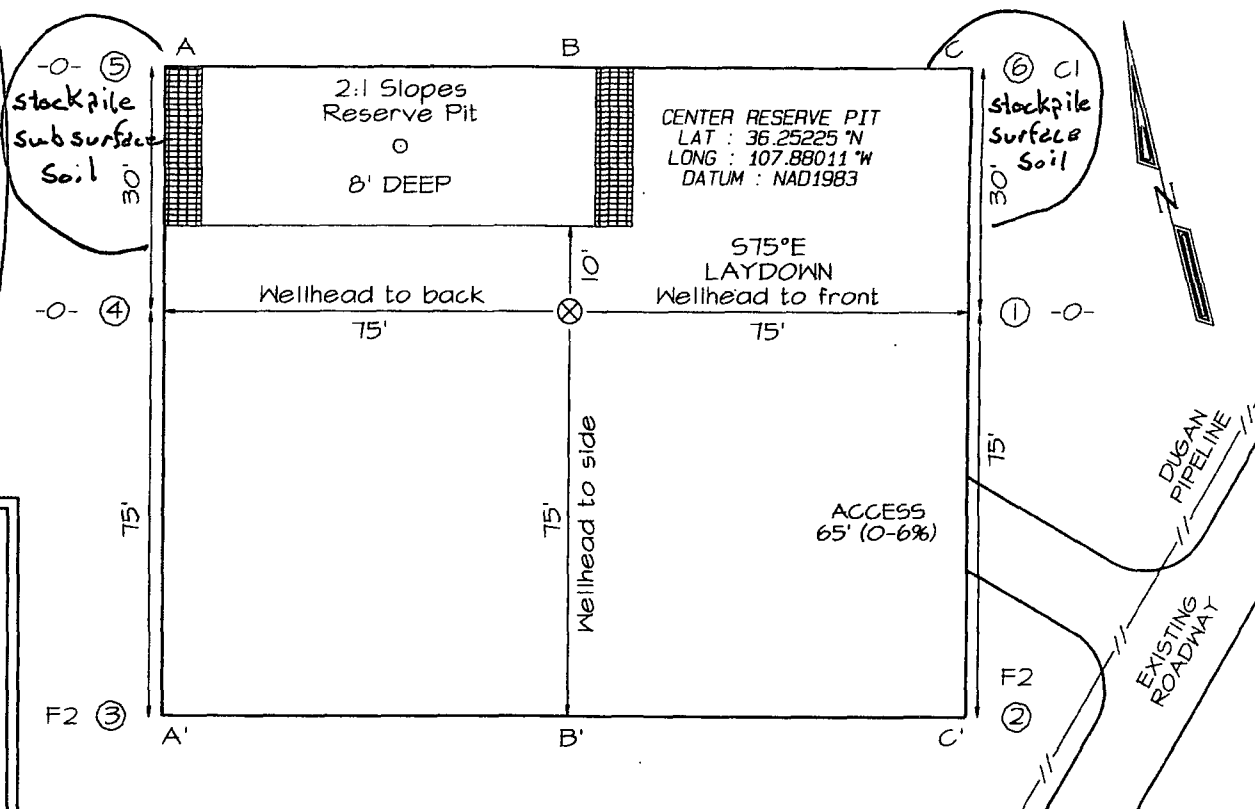 A
B
C
-O- ⑤
stockpile
subsurface
Soil
30'
2:1 Slopes
Reserve Pit
8' DEEP
CENTER RESERVE PIT
LAT : 36.25225 °N
LONG : 107.88011 °W
DATUM : NAD1983
⑥ C1
stockpile
surface
Soil
30'
N
10'
S75°E
LAYDOWN
-O- ④
Wellhead to back
75'
Wellhead to front
75'
① -O-
75'
75'
Wellhead to side
75'
ACCESS
65' (0-6%)
DUGAN
PIPELINE
EXISTING
ROADWAY
F2 ③
F2
②
A'
B'
C'